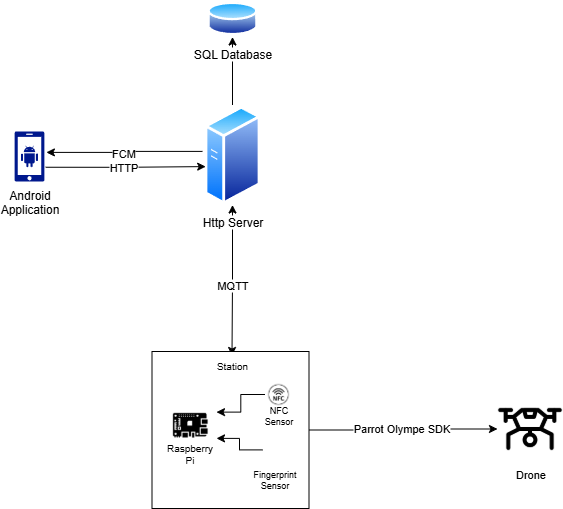 SQL Database
FCM
HTTP
Android
Application
Http Server
MQTT
Station
NFC
NFC
Sensor
Raspberry
Pi
Fingerprint
Sensor
Parrot Olympe SDK
Drone